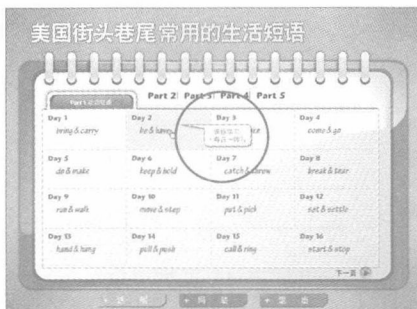 美国街头巷尾常用的生活短语
Part 2 Part 3 Part 4 Part 5
Day 1 Day 2 Day 3 Day 4
bring & carry be & have come & go
Day 5 Day 6 Day 7 Day 8
do & make keep & hold catch & throw break & tear
Day 9 Day 10 Day 11 Day 12
run & walk move & step put & pick set & settle
Day 13 Day 14 Day 15 Day 16
hand & hang pull & push call & ring start & stop
下一页